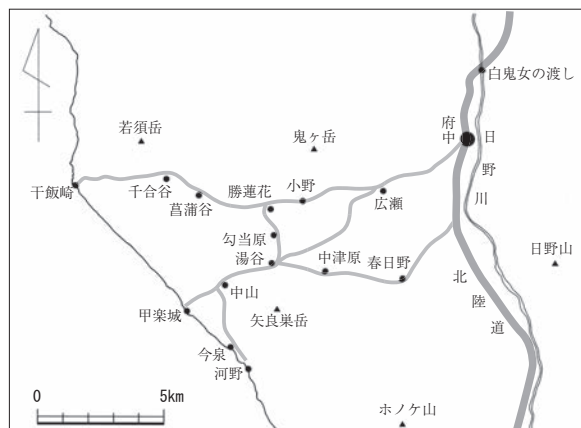 白鬼女の渡し
若須岳
鬼ヶ岳
府中
日野川
干飯崎
千合谷
菖蒲谷
勝蓮花
小野
広瀬
勾当原
湯谷
中津原
春日野
日野山
北陸道
中山
矢良巣岳
甲楽城
今泉
河野
0 5km
ホノケ山